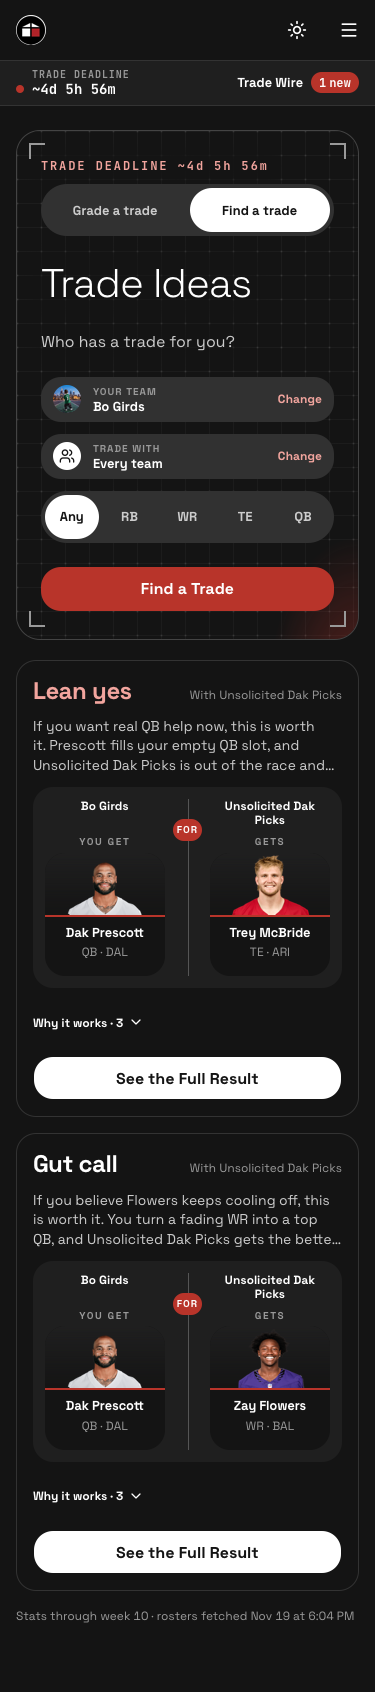 TRADE DEADLINE
~4d 5h 56m
Trade Wire
1 new
TRADE DEADLINE ~4d 5h 56m
Grade a trade
Find a trade
Trade Ideas
Who has a trade for you?
YOUR TEAM
Bo Girds
Change
TRADE WITH
Every team
Change
Any RB WR TE QB
Find a Trade
Lean yes
With Unsolicited Dak Picks
If you want real QB help now, this is worth
it. Prescott fills your empty QB slot, and
Unsolicited Dak Picks is out of the race and...
Bo Girds
YOU GET
Dak Prescott
QB · DAL
FOR
Unsolicited Dak
Picks
GETS
Trey McBride
TE · ARI
Why it works · 3
See the Full Result
Gut call
With Unsolicited Dak Picks
If you believe Flowers keeps cooling off, this
is worth it. You turn a fading WR into a top
QB, and Unsolicited Dak Picks gets the bette...
Bo Girds
YOU GET
Dak Prescott
QB · DAL
FOR
Unsolicited Dak
Picks
GETS
Zay Flowers
WR · BAL
Why it works · 3
See the Full Result
Stats through week 10 · rosters fetched Nov 19 at 6:04 PM